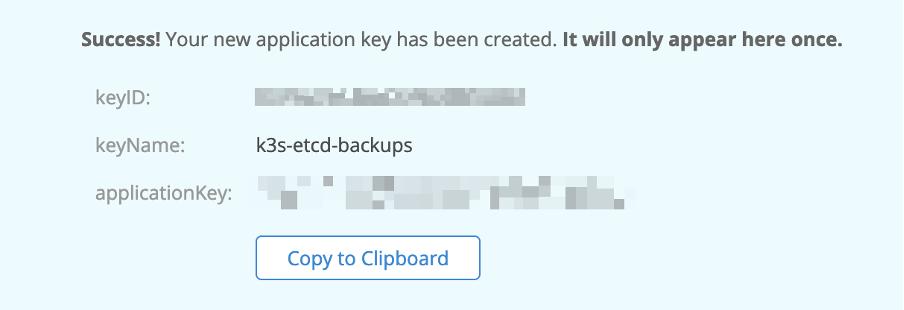 Success! Your new application key has been created. It will only appear here once.
keyID:
keyName: k3s-etcd-backups
applicationKey:
Copy to Clipboard